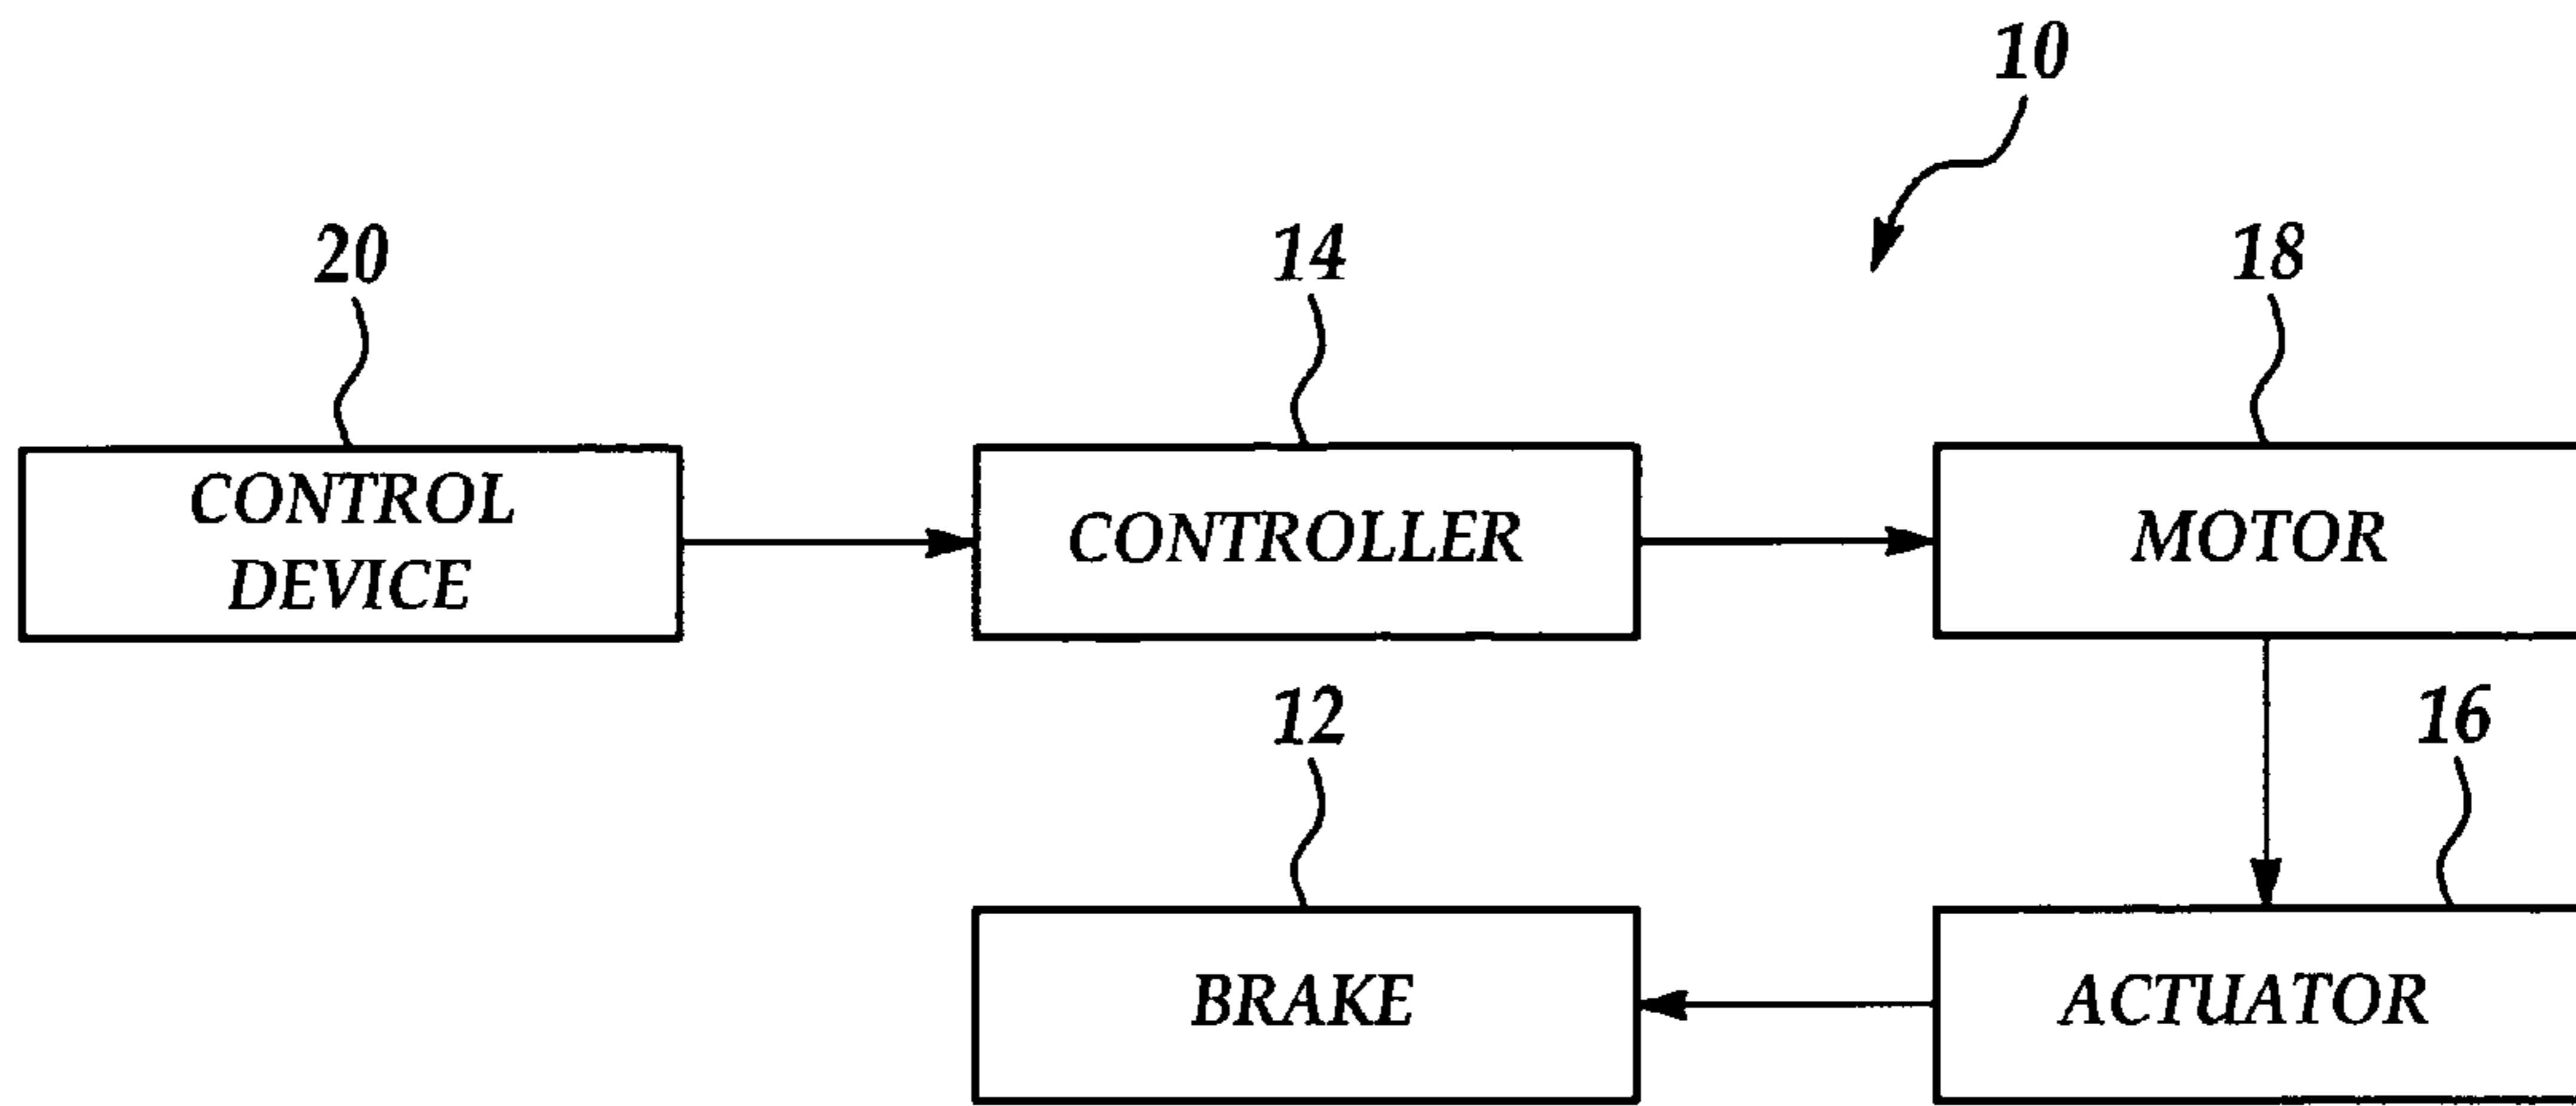 10
20
14
18
CONTROL
DEVICE
CONTROLLER
MOTOR
12
16
BRAKE
ACTUATOR